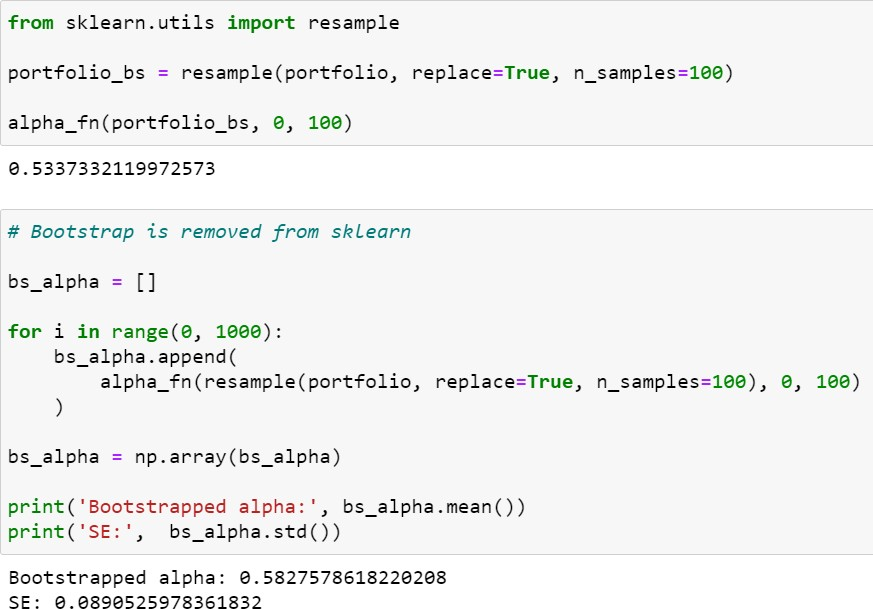 from sklearn.utils import resample
portfolio_bs = resample(portfolio, replace=True, n_samples=100)
alpha_fn(portfolio_bs, 0, 100)
0.5337332119972573
# Bootstrap is removed from sklearn
bs_alpha = []
for i in range(0, 1000):
    bs_alpha.append(
        alpha_fn(resample(portfolio, replace=True, n_samples=100), 0, 100)
    )
bs_alpha = np.array(bs_alpha)
print('Bootstrapped alpha:', bs_alpha.mean())
print('SE:',  bs_alpha.std())
Bootstrapped alpha: 0.5827578618220208
SE: 0.0890525978361832